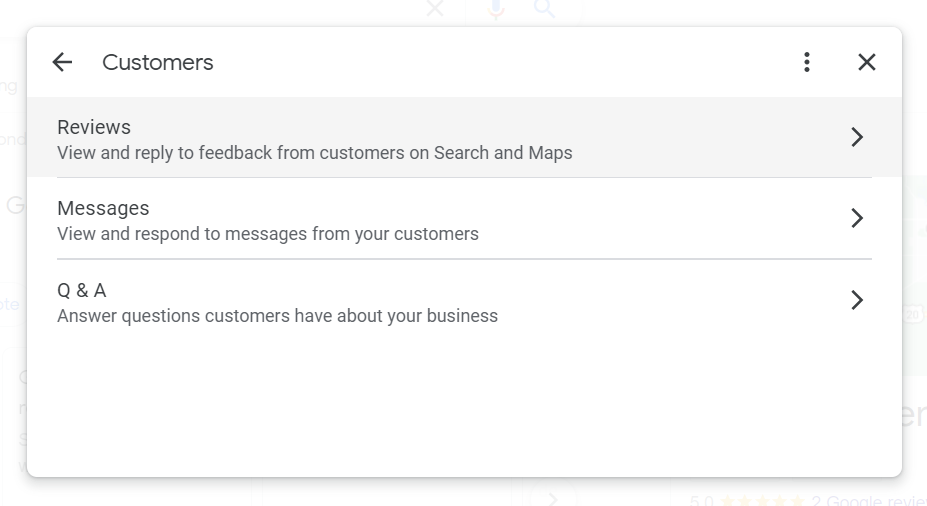 Customers
Reviews
View and reply to feedback from customers on Search and Maps
Messages
View and respond to messages from your customers
Q & A
Answer questions customers have about your business
5.0 2 Google